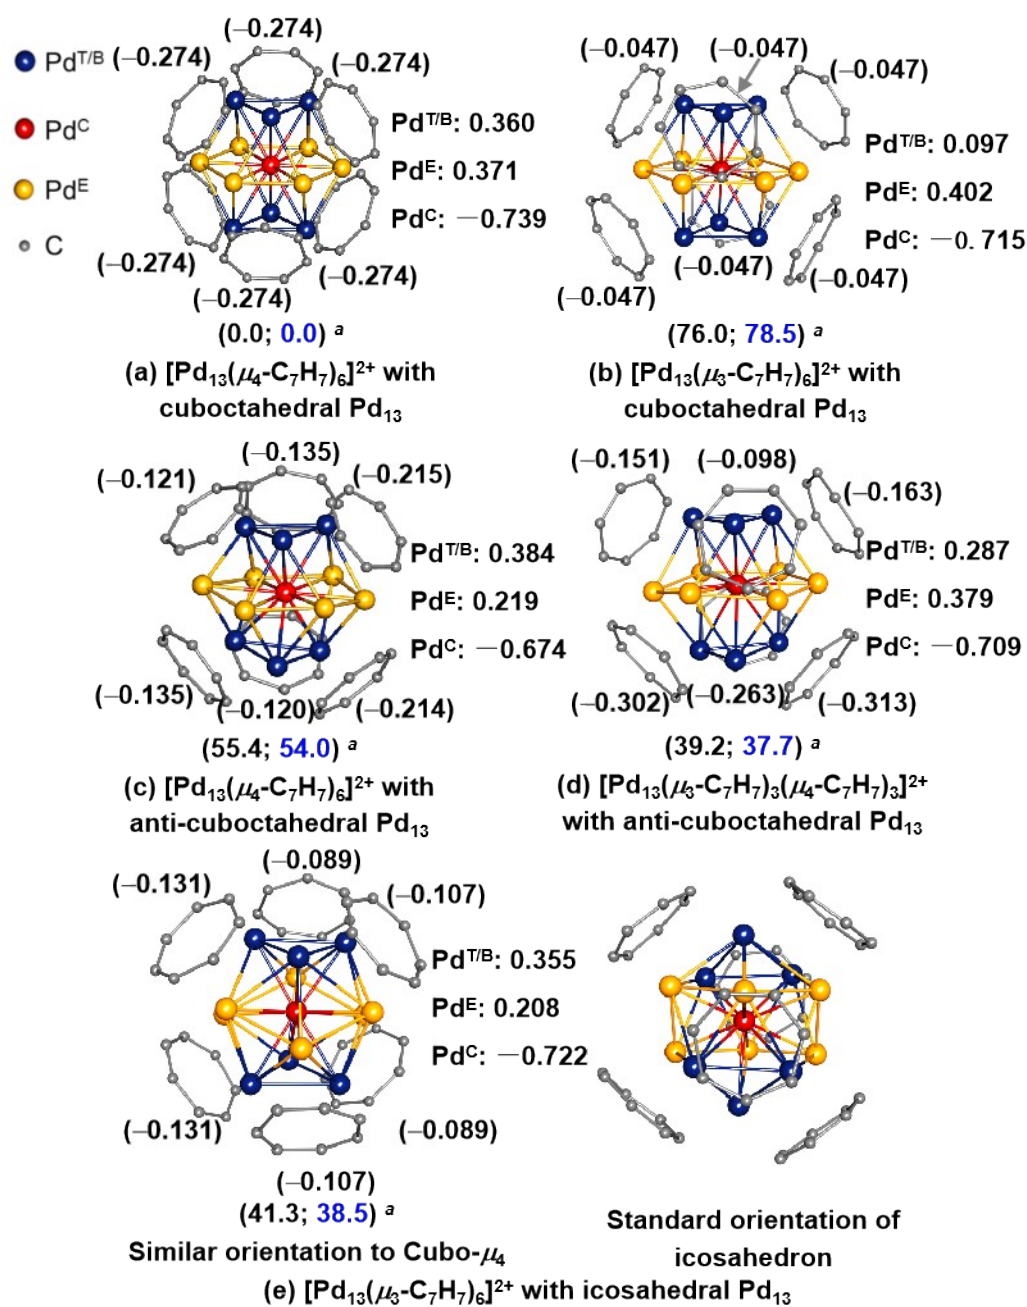 Pd^T/B
Pd^C
Pd^E
C
(−0.274)
(−0.274)
(−0.274)
Pd^T/B: 0.360
Pd^E: 0.371
Pd^C: −0.739
(−0.274)
(−0.274)
(−0.274)
(0.0; 0.0) ^a
(a) [Pd₁₃(μ₄-C₇H₇)₆]²⁺ with
cuboctahedral Pd₁₃
(−0.047)
(−0.047)
(−0.047)
Pd^T/B: 0.097
Pd^E: 0.402
Pd^C: −0.715
(−0.047)
(−0.047)
(−0.047)
(76.0; 78.5) ^a
(b) [Pd₁₃(μ₃-C₇H₇)₆]²⁺ with
cuboctahedral Pd₁₃
(−0.135)
(−0.121)
(−0.215)
Pd^T/B: 0.384
Pd^E: 0.219
Pd^C: −0.674
(−0.135)
(−0.120)
(−0.214)
(55.4; 54.0) ^a
(c) [Pd₁₃(μ₄-C₇H₇)₆]²⁺ with
anti-cuboctahedral Pd₁₃
(−0.151)
(−0.098)
(−0.163)
Pd^T/B: 0.287
Pd^E: 0.379
Pd^C: −0.709
(−0.302)
(−0.263)
(−0.313)
(39.2; 37.7) ^a
(d) [Pd₁₃(μ₃-C₇H₇)₃(μ₄-C₇H₇)₃]²⁺
with anti-cuboctahedral Pd₁₃
(−0.089)
(−0.131)
(−0.107)
Pd^T/B: 0.355
Pd^E: 0.208
Pd^C: −0.722
(−0.131)
(−0.089)
(−0.107)
(41.3; 38.5) ^a
Similar orientation to Cubo-μ₄
Standard orientation of
icosahedron
(e) [Pd₁₃(μ₃-C₇H₇)₆]²⁺ with icosahedral Pd₁₃